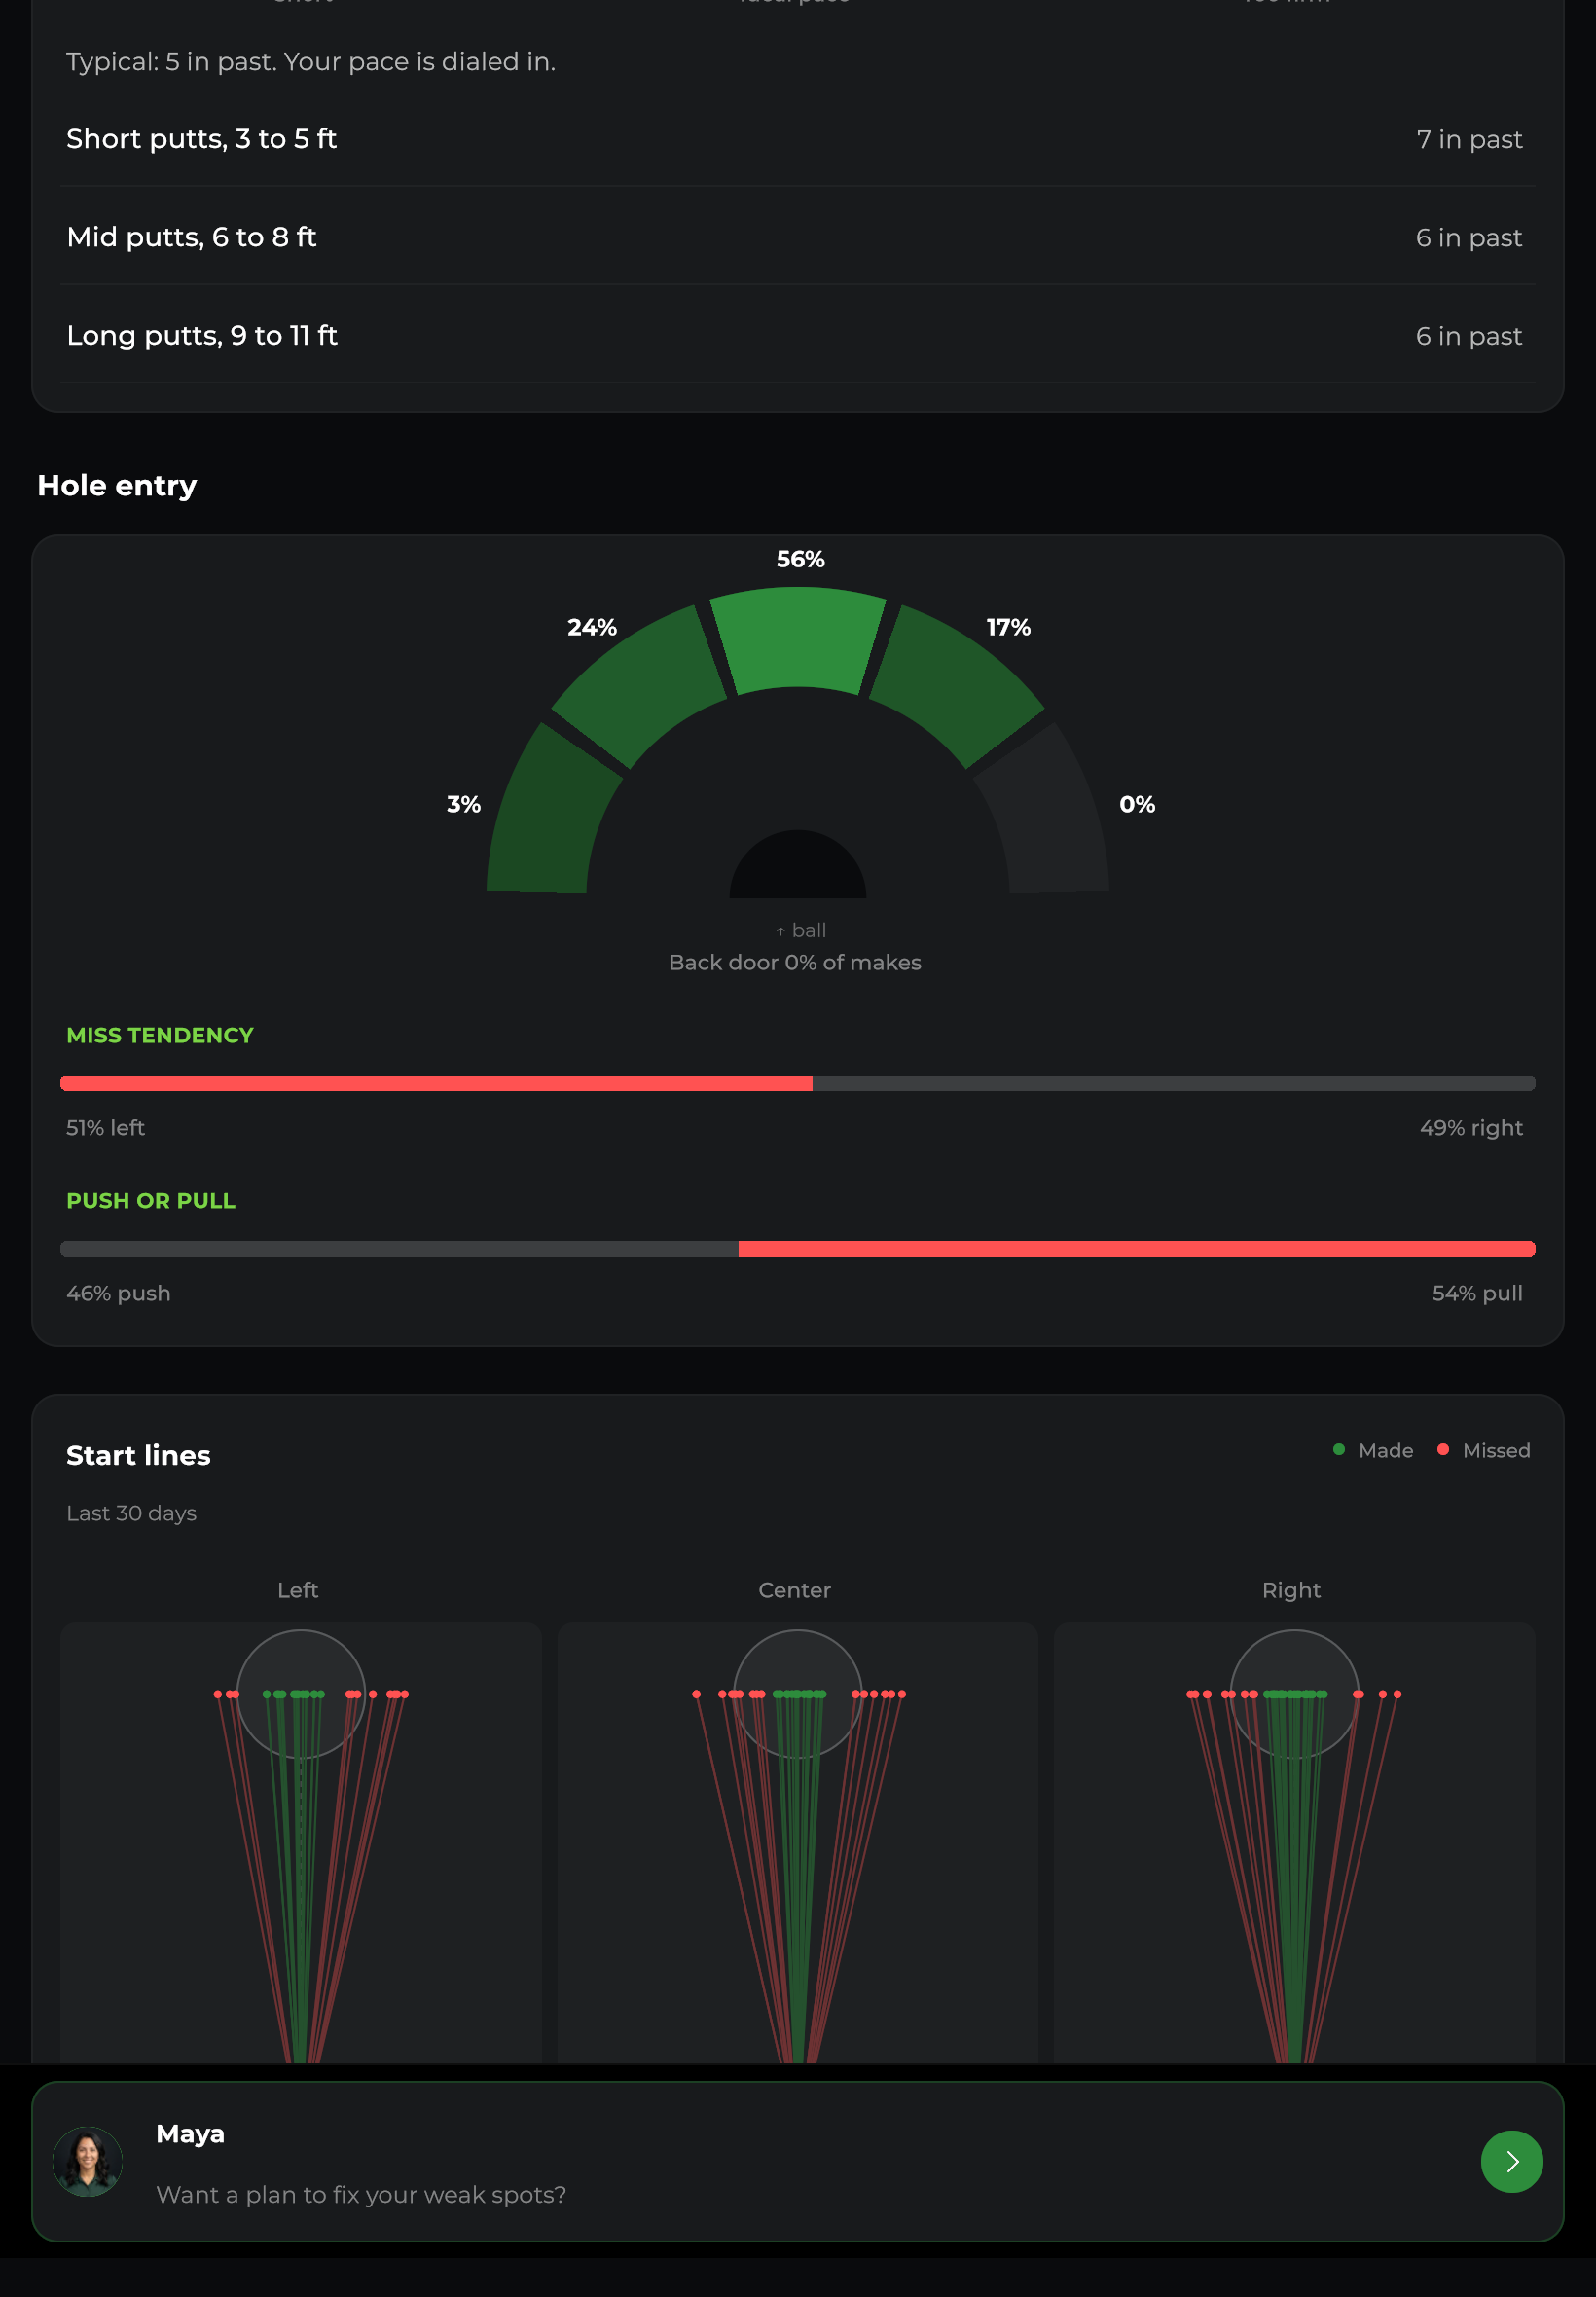 Typical: 5 in past. Your pace is dialed in.
Short putts, 3 to 5 ft
7 in past
Mid putts, 6 to 8 ft
6 in past
Long putts, 9 to 11 ft
6 in past
Hole entry
56%
24%
17%
3%
0%
↑ ball
Back door 0% of makes
MISS TENDENCY
51% left
49% right
PUSH OR PULL
46% push
54% pull
Start lines
Made
Missed
Last 30 days
Left
Center
Right
Maya
Want a plan to fix your weak spots?